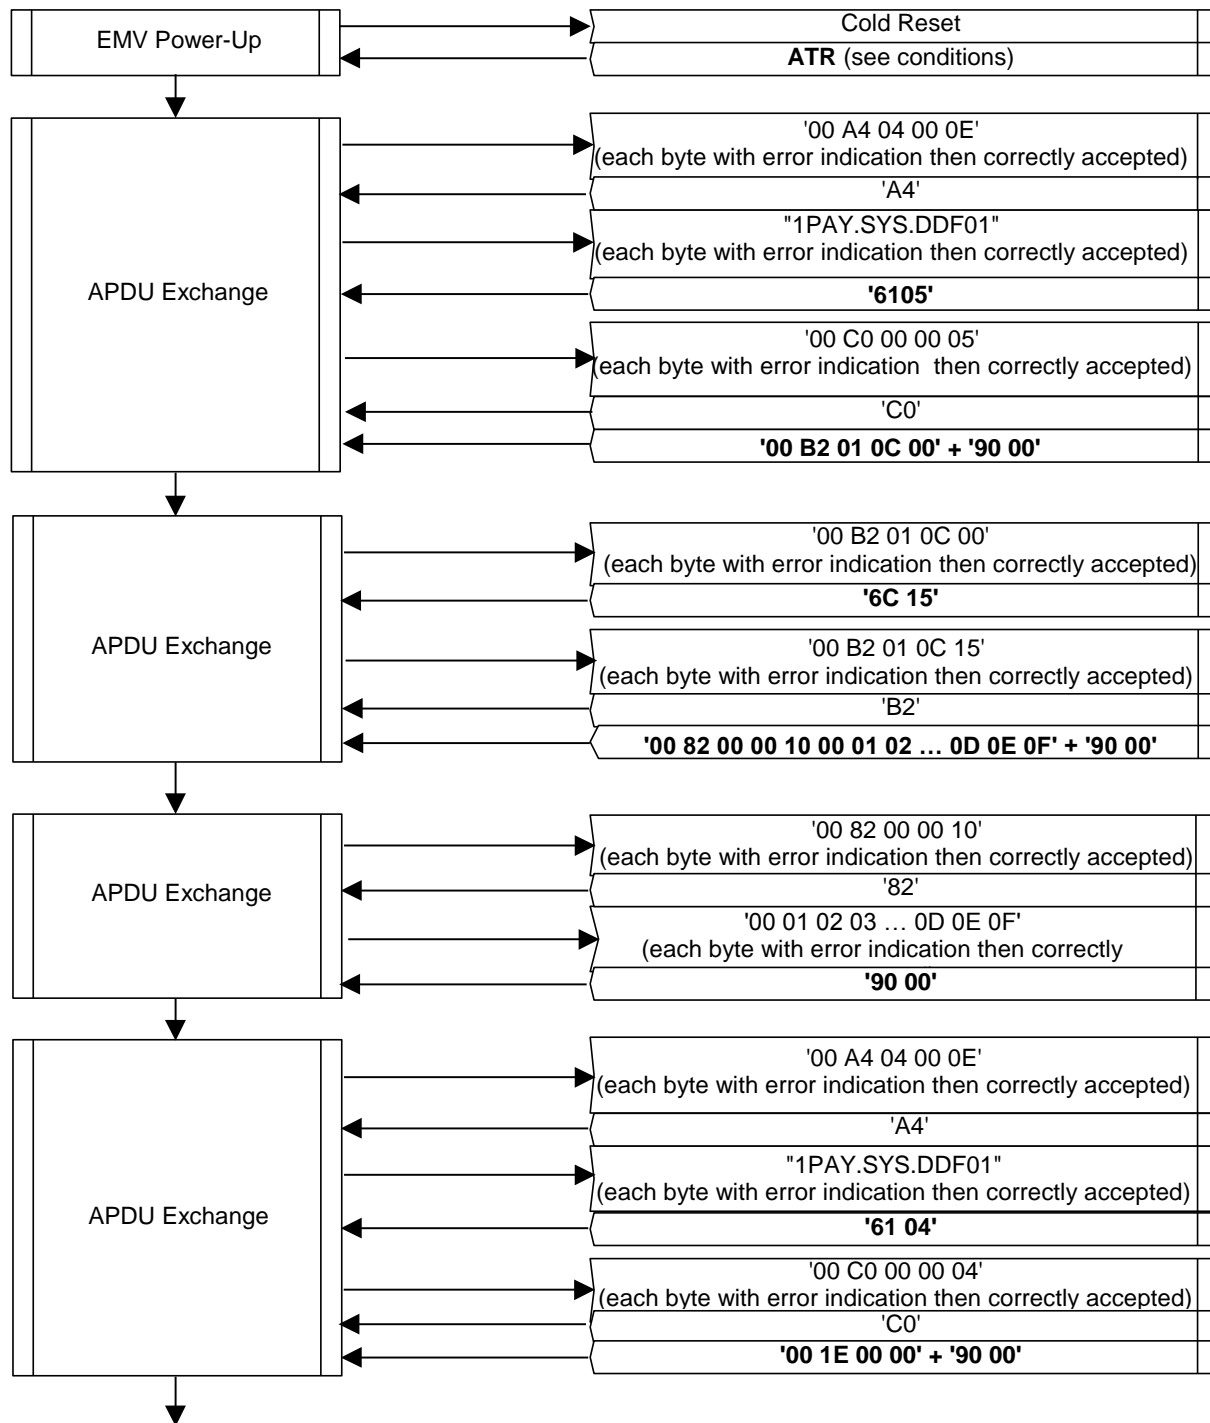 EMV Power-Up
Cold Reset
ATR (see conditions)
APDU Exchange
'00 A4 04 00 0E'
(each byte with error indication then correctly accepted)
'A4'
"1PAY.SYS.DDF01"
(each byte with error indication then correctly accepted)
'6105'
'00 C0 00 00 05'
(each byte with error indication  then correctly accepted)
'C0'
'00 B2 01 0C 00' + '90 00'
APDU Exchange
'00 B2 01 0C 00'
(each byte with error indication then correctly accepted)
'6C 15'
'00 B2 01 0C 15'
(each byte with error indication then correctly accepted)
'B2'
'00 82 00 00 10 00 01 02 … 0D 0E 0F' + '90 00'
APDU Exchange
'00 82 00 00 10'
(each byte with error indication then correctly accepted)
'82'
'00 01 02 03 … 0D 0E 0F'
(each byte with error indication then correctly
'90 00'
APDU Exchange
'00 A4 04 00 0E'
(each byte with error indication then correctly accepted)
'A4'
"1PAY.SYS.DDF01"
(each byte with error indication then correctly accepted)
'61 04'
'00 C0 00 00 04'
(each byte with error indication then correctly accepted)
'C0'
'00 1E 00 00' + '90 00'